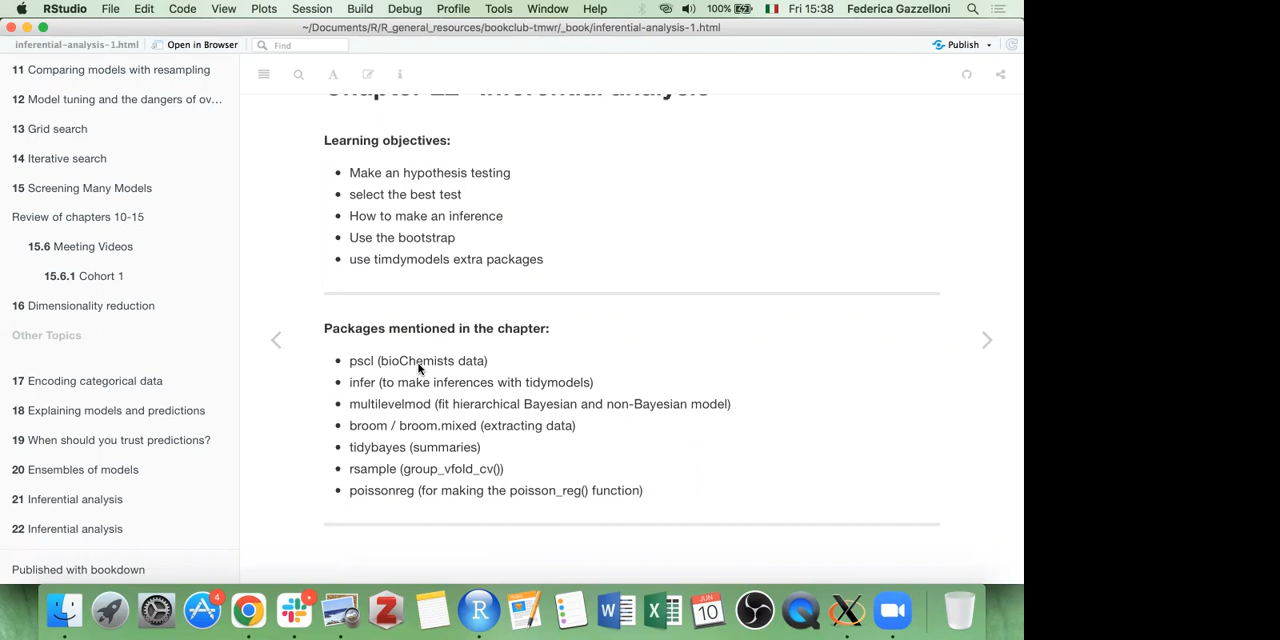 RStudio File Edit Code View Plots Session Build Debug Profile Tools Window Help 100% Fri 15:38 Federica Gazzelloni
~/Documents/R/R_general_resources/bookclub-tmwr/_book/inferential-analysis-1.html
inferential-analysis-1.html Open in Browser Find Publish
11 Comparing models with resampling
12 Model tuning and the dangers of ov...
13 Grid search
14 Iterative search
15 Screening Many Models
Review of chapters 10-15
15.6 Meeting Videos
15.6.1 Cohort 1
16 Dimensionality reduction
Other Topics
17 Encoding categorical data
18 Explaining models and predictions
19 When should you trust predictions?
20 Ensembles of models
21 Inferential analysis
22 Inferential analysis
Published with bookdown
Learning objectives:
• Make an hypothesis testing
• select the best test
• How to make an inference
• Use the bootstrap
• use timdymodels extra packages
Packages mentioned in the chapter:
• pscl (bioChemists data)
• infer (to make inferences with tidymodels)
• multilevelmod (fit hierarchical Bayesian and non-Bayesian model)
• broom / broom.mixed (extracting data)
• tidybayes (summaries)
• rsample (group_vfold_cv())
• poissonreg (for making the poisson_reg() function)
4
JUN
10